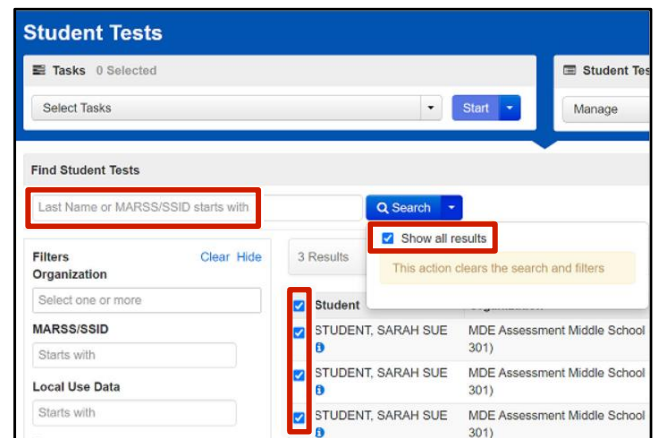 Student Tests
Tasks 0 Selected
Student Tes
Select Tasks
Start
Manage
Find Student Tests
Last Name or MARSS/SSID starts with
Search
Show all results
This action clears the search and filters
Filters Clear Hide
3 Results
Organization
Select one or more
Student
MARSS/SSID
Starts with
Local Use Data
Starts with
STUDENT, SARAH SUE MDE Assessment Middle School
301)
STUDENT, SARAH SUE MDE Assessment Middle School
301)
STUDENT, SARAH SUE MDE Assessment Middle School
301)